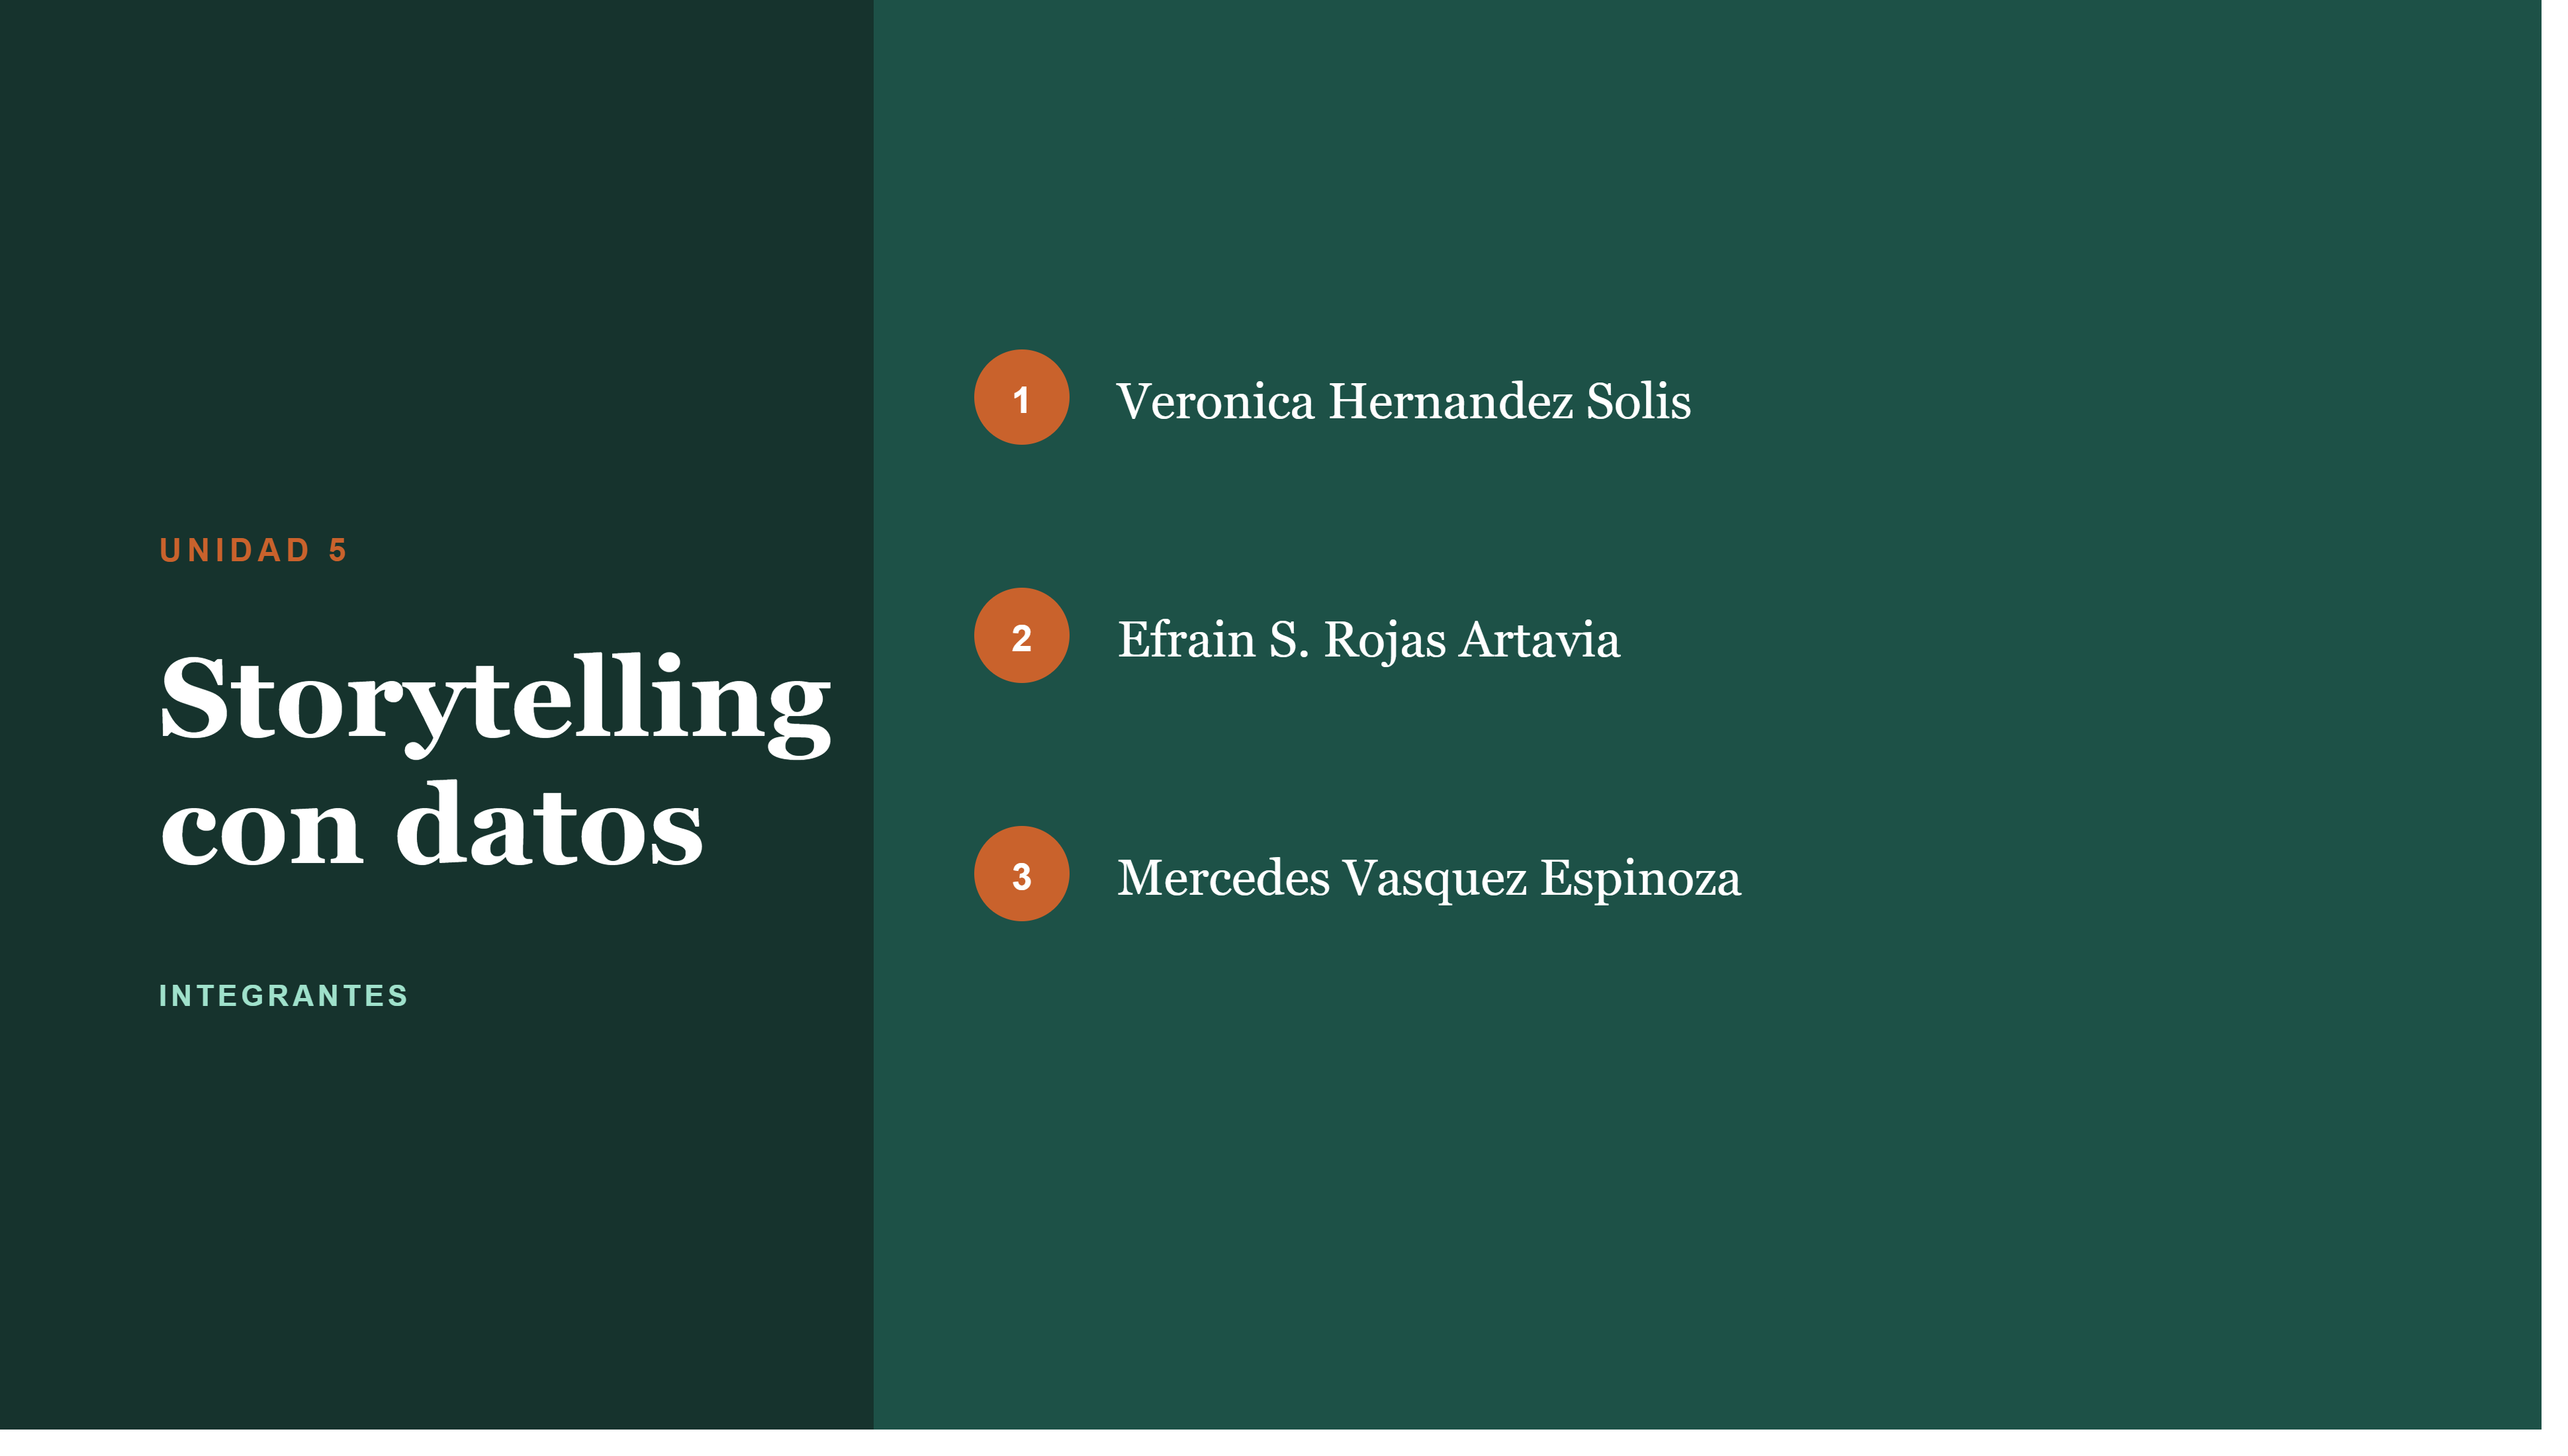 UNIDAD 5
Storytelling
con datos
INTEGRANTES
1 Veronica Hernandez Solis
2 Efrain S. Rojas Artavia
3 Mercedes Vasquez Espinoza